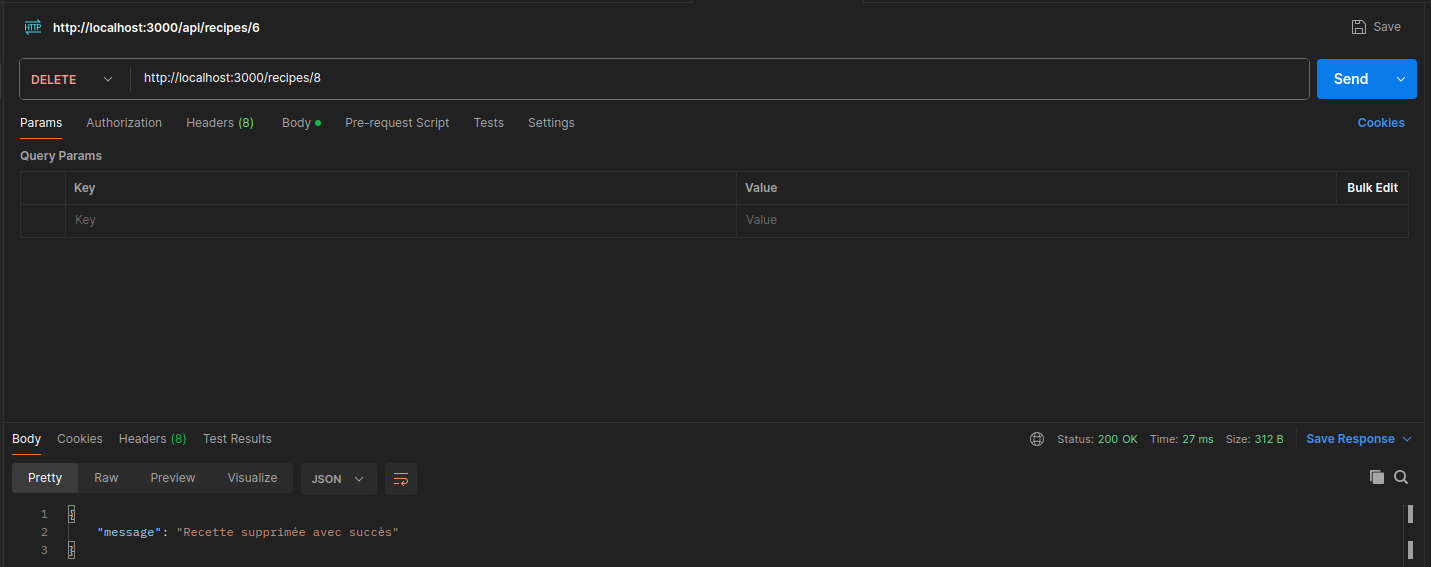 HTTP http://localhost:3000/api/recipes/6 Save
DELETE http://localhost:3000/recipes/8 Send
Params Authorization Headers (8) Body Pre-request Script Tests Settings Cookies
Query Params
Key Value Bulk Edit
Key Value
Body Cookies Headers (8) Test Results Status: 200 OK Time: 27 ms Size: 312 B Save Response
Pretty Raw Preview Visualize JSON
1 {
2 "message": "Recette supprimée avec succès"
3 }